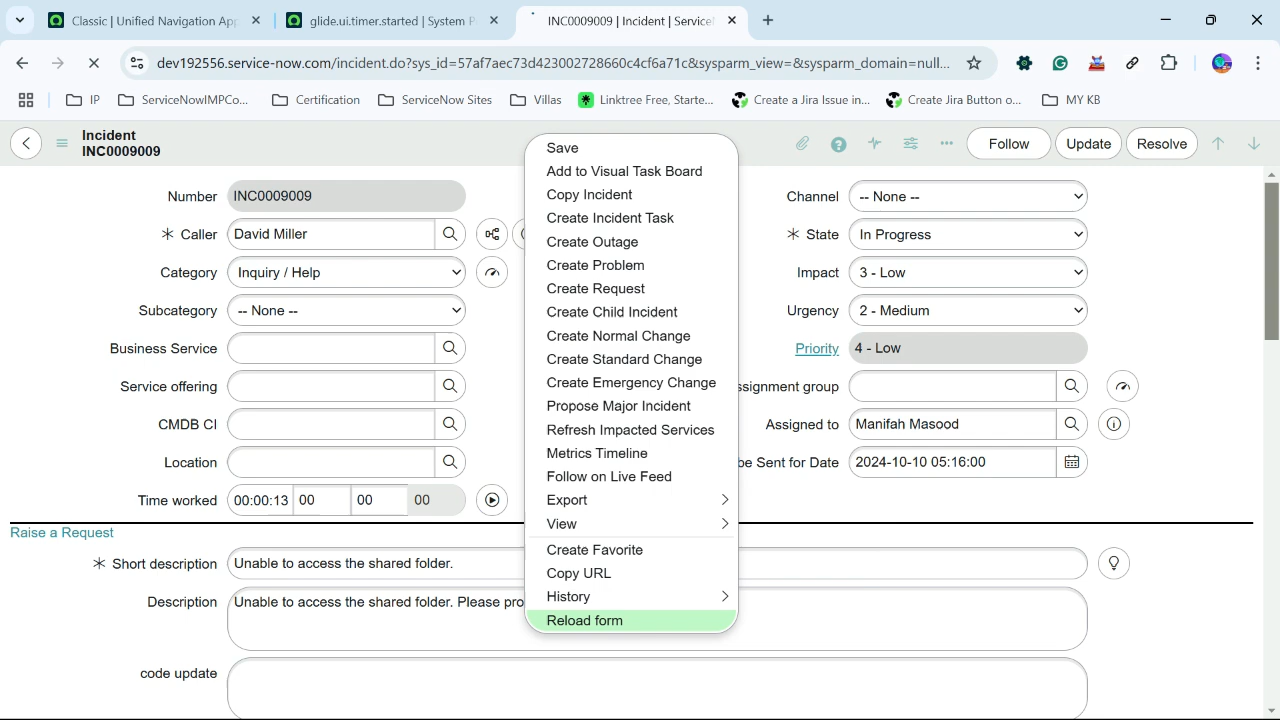 Classic | Unified Navigation App
glide.ui.timer.started | System P
INC0009009 | Incident | Service
dev192556.service-now.com/incident.do?sys_id=57af7aec73d423002728660c4cf6a71c&sysparm_view=&sysparm_domain=null...
IP
ServiceNowIMPCo...
Certification
ServiceNow Sites
Villas
Linktree Free, Starte...
Create a Jira Issue in...
Create Jira Button o...
MY KB
Incident
INC0009009
Follow
Update
Resolve
Number INC0009009
Caller David Miller
Category Inquiry / Help
Subcategory -- None --
Business Service
Service offering
CMDB CI
Location
Time worked 00:00:13 00 00 00
Save
Add to Visual Task Board
Copy Incident
Create Incident Task
Create Outage
Create Problem
Create Request
Create Child Incident
Create Normal Change
Create Standard Change
Create Emergency Change
Propose Major Incident
Refresh Impacted Services
Metrics Timeline
Follow on Live Feed
Export
View
Create Favorite
Copy URL
History
Reload form
Channel -- None --
State In Progress
Impact 3 - Low
Urgency 2 - Medium
Priority 4 - Low
ssignment group
Assigned to Manifah Masood
be Sent for Date 2024-10-10 05:16:00
Raise a Request
Short description Unable to access the shared folder.
Description Unable to access the shared folder. Please pro
code update